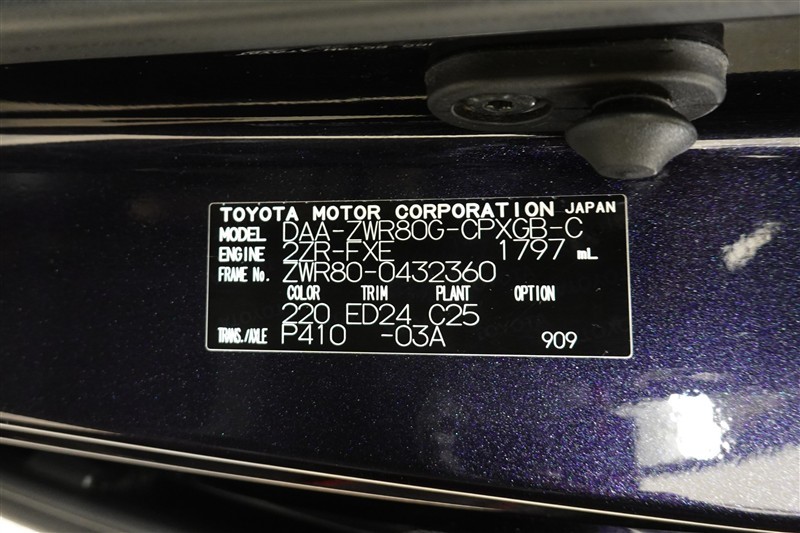 TOYOTA MOTOR CORPORATION JAPAN
MODEL DAA-ZWR80G-CPXGB-C
ENGINE 2ZR-FXE 1797 mL
FRAME No. ZWR80-0432360
COLOR TRIM PLANT OPTION
220 ED24 C25
TRANS./AXLE P410 -03A 909